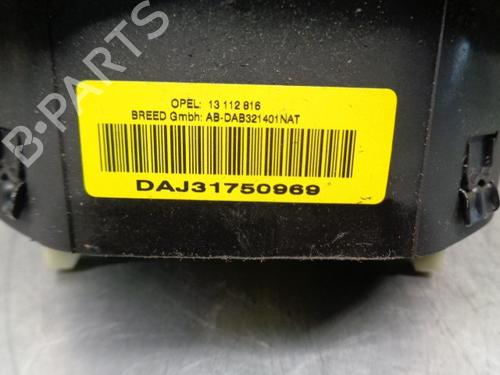 OPEL: 13 112 816
BREED Gmbh: AB-DAB321401NAT
DAJ31750969
B-PARTS